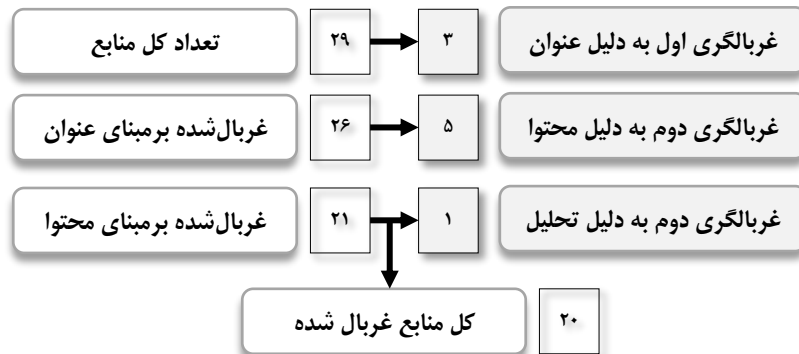 غربالگری اول به دلیل عنوان
۳
۲۹
تعداد کل منابع
غربالگری دوم به دلیل محتوا
۵
۲۶
غربال‌شده برمبنای عنوان
غربالگری دوم به دلیل تحلیل
۱
۲۱
غربال‌شده برمبنای محتوا
۲۰
کل منابع غربال شده